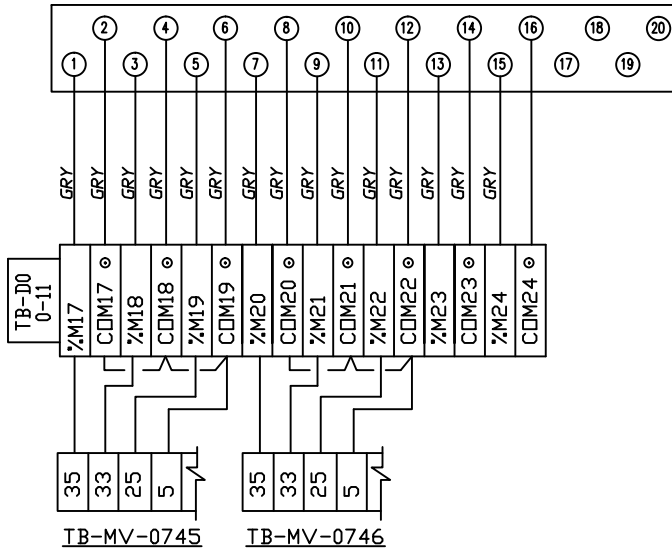 2 4 6 8 10 12 14 16 18 20
1 3 5 7 9 11 13 15 17 19
GRY GRY GRY GRY GRY GRY GRY GRY GRY GRY GRY GRY GRY GRY GRY
TB-DO
0-11
%M17
COM17
%M18
COM18
%M19
COM19
%M20
COM20
%M21
COM21
%M22
COM22
%M23
COM23
%M24
COM24
35 33 25 5
35 33 25 5
TB-MV-0745
TB-MV-0746